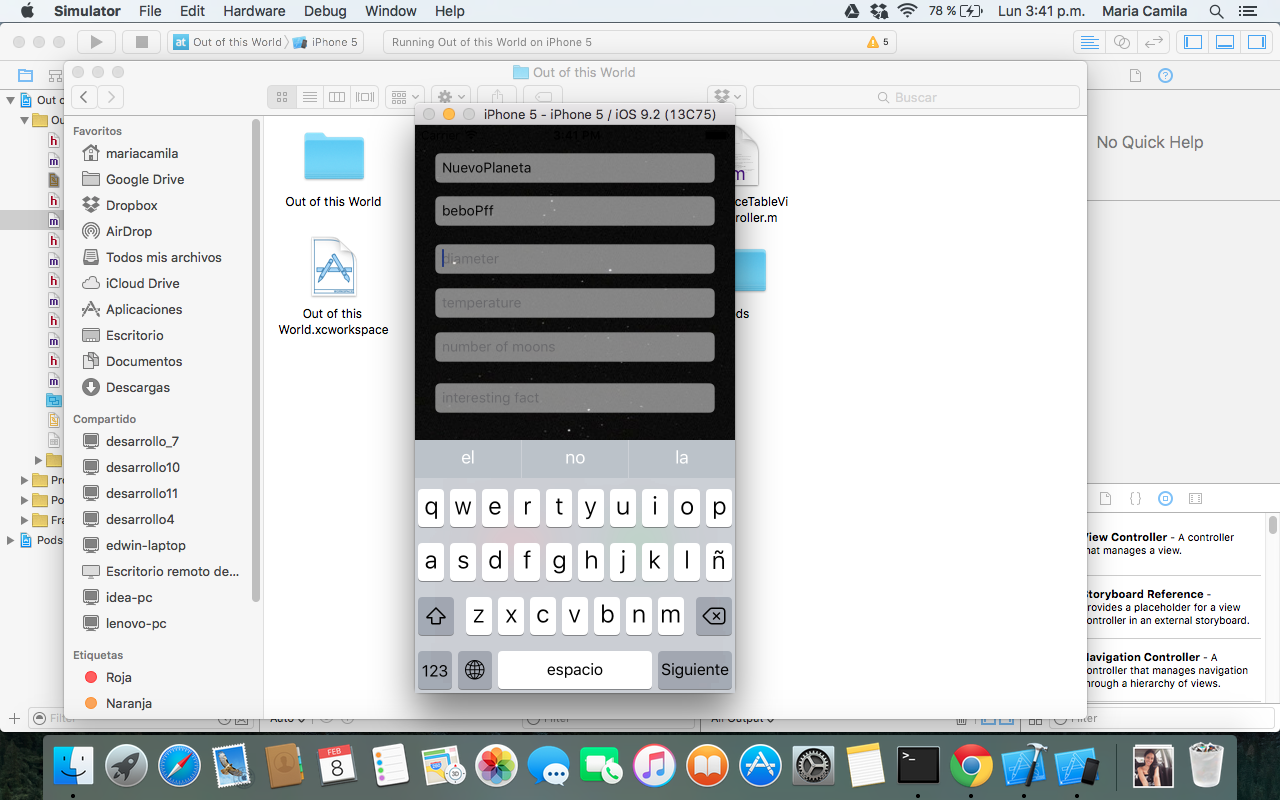 Simulator File Edit Hardware Debug Window Help 78 % Lun 3:41 p.m. Maria Camila
Out of this World iPhone 5 Running Out of this World on iPhone 5 5
Out of this World
Buscar
iPhone 5 - iPhone 5 / iOS 9.2 (13C75)
Favoritos
mariacamila
Google Drive
Dropbox
AirDrop
Todos mis archivos
iCloud Drive
Aplicaciones
Escritorio
Documentos
Descargas
Compartido
desarrollo_7
desarrollo10
desarrollo11
desarrollo4
edwin-laptop
Escritorio remoto de...
idea-pc
lenovo-pc
Etiquetas
Roja
Naranja
Out of this World
Out of this
World.xcworkspace
ceTableVi
roller.m
ds
3:41 PM
NuevoPlaneta
beboPff
diameter
temperature
number of moons
interesting fact
el no la
q w e r t y u i o p
a s d f g h j k l ñ
z x c v b n m
123 espacio Siguiente
No Quick Help
View Controller - A controller
that manages a view.
Storyboard Reference -
Provides a placeholder for a view
controller in an external storyboard.
Navigation Controller - A
controller that manages navigation
through a hierarchy of views.
Out o
Ou
h
m
h
m
h
m
h
m
h
m
h
m
Pro
Po
Fra
Pods
Filter
Auto
Filter
All Output
Filter
FEB
8
3D